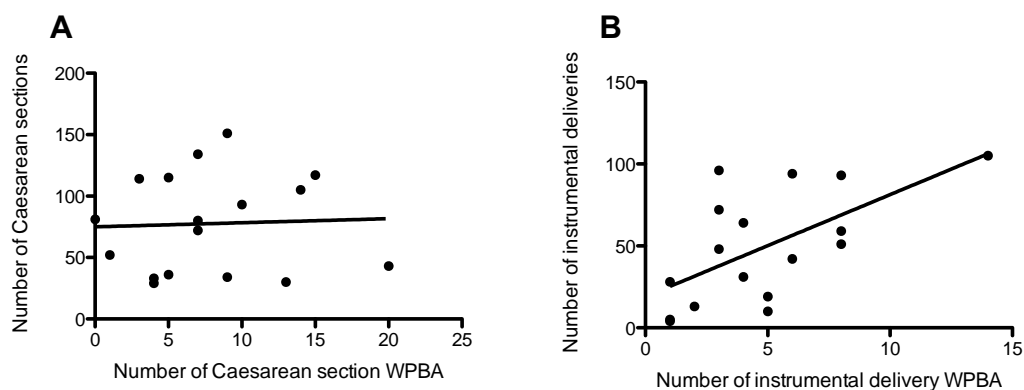 A
Number of Caesarean sections
200
150
100
50
0
0 5 10 15 20 25
Number of Caesarean section WPBA
B
Number of instrumental deliveries
150
100
50
0
0 5 10 15
Number of instrumental delivery WPBA